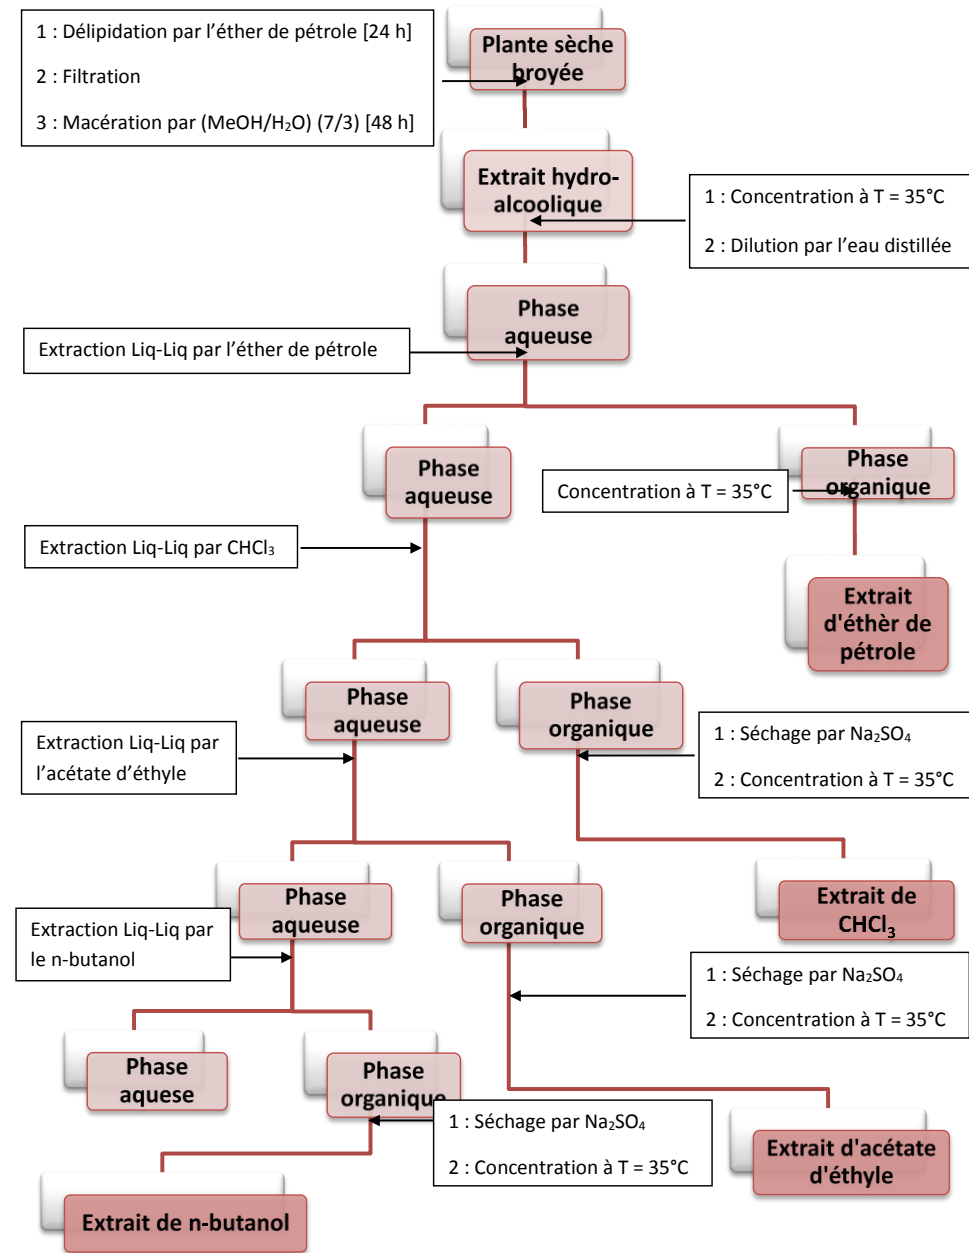 1 : Délipidation par l’éther de pétrole [24 h]
2 : Filtration
3 : Macération par (MeOH/H₂O) (7/3) [48 h]
Plante sèche
broyée
Extrait hydro-
alcoolique
1 : Concentration à T = 35°C
2 : Dilution par l’eau distillée
Phase
aqueuse
Extraction Liq-Liq par l’éther de pétrole
Phase
aqueuse
Phase
organique
Concentration à T = 35°C
Extraction Liq-Liq par CHCl₃
Extrait
d'éthèr de
pétrole
Phase
aqueuse
Phase
organique
Extraction Liq-Liq par
l’acétate d’éthyle
1 : Séchage par Na₂SO₄
2 : Concentration à T = 35°C
Phase
aqueuse
Phase
organique
Extrait de
CHCl₃
Extraction Liq-Liq par
le n-butanol
1 : Séchage par Na₂SO₄
2 : Concentration à T = 35°C
Phase
aquese
Phase
organique
1 : Séchage par Na₂SO₄
2 : Concentration à T = 35°C
Extrait d'acétate
d'éthyle
Extrait de n-butanol